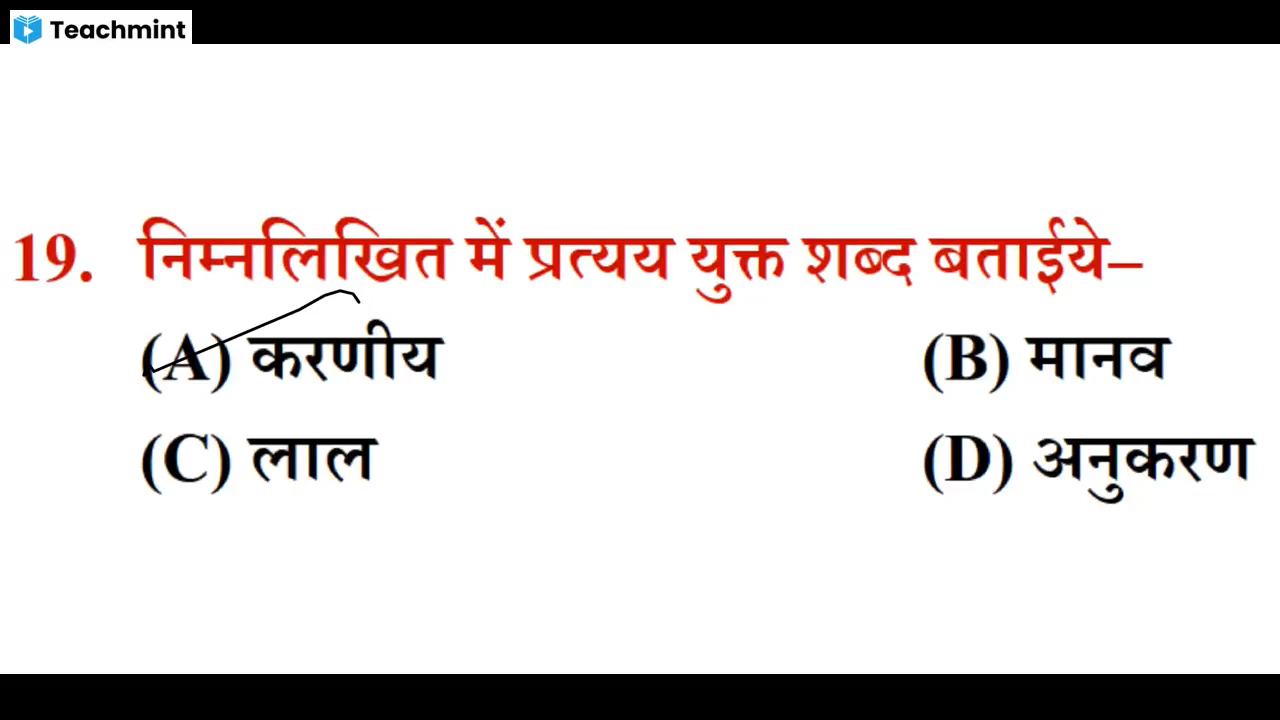 Teachmint
19. निम्नलिखित में प्रत्यय युक्त शब्द बताईये–
(A) करणीय (B) मानव
(C) लाल (D) अनुकरण